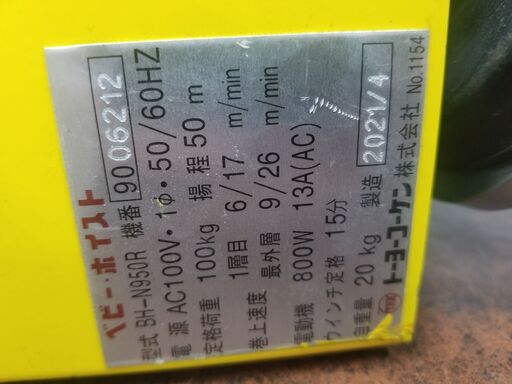 ベビー・ホイスト
型式 BH-N950R 機番 9006212
電源 AC100V・1φ・50/60HZ
定格荷重 100kg 揚程 50 m
巻上速度 1層目 6/17 m/min
最外層 9/26 m/min
電動機 800W 13A(AC)
ウインチ定格 15分
自重量 20 kg 製造 2021/4
トーヨーコーケン株式会社 No.1154